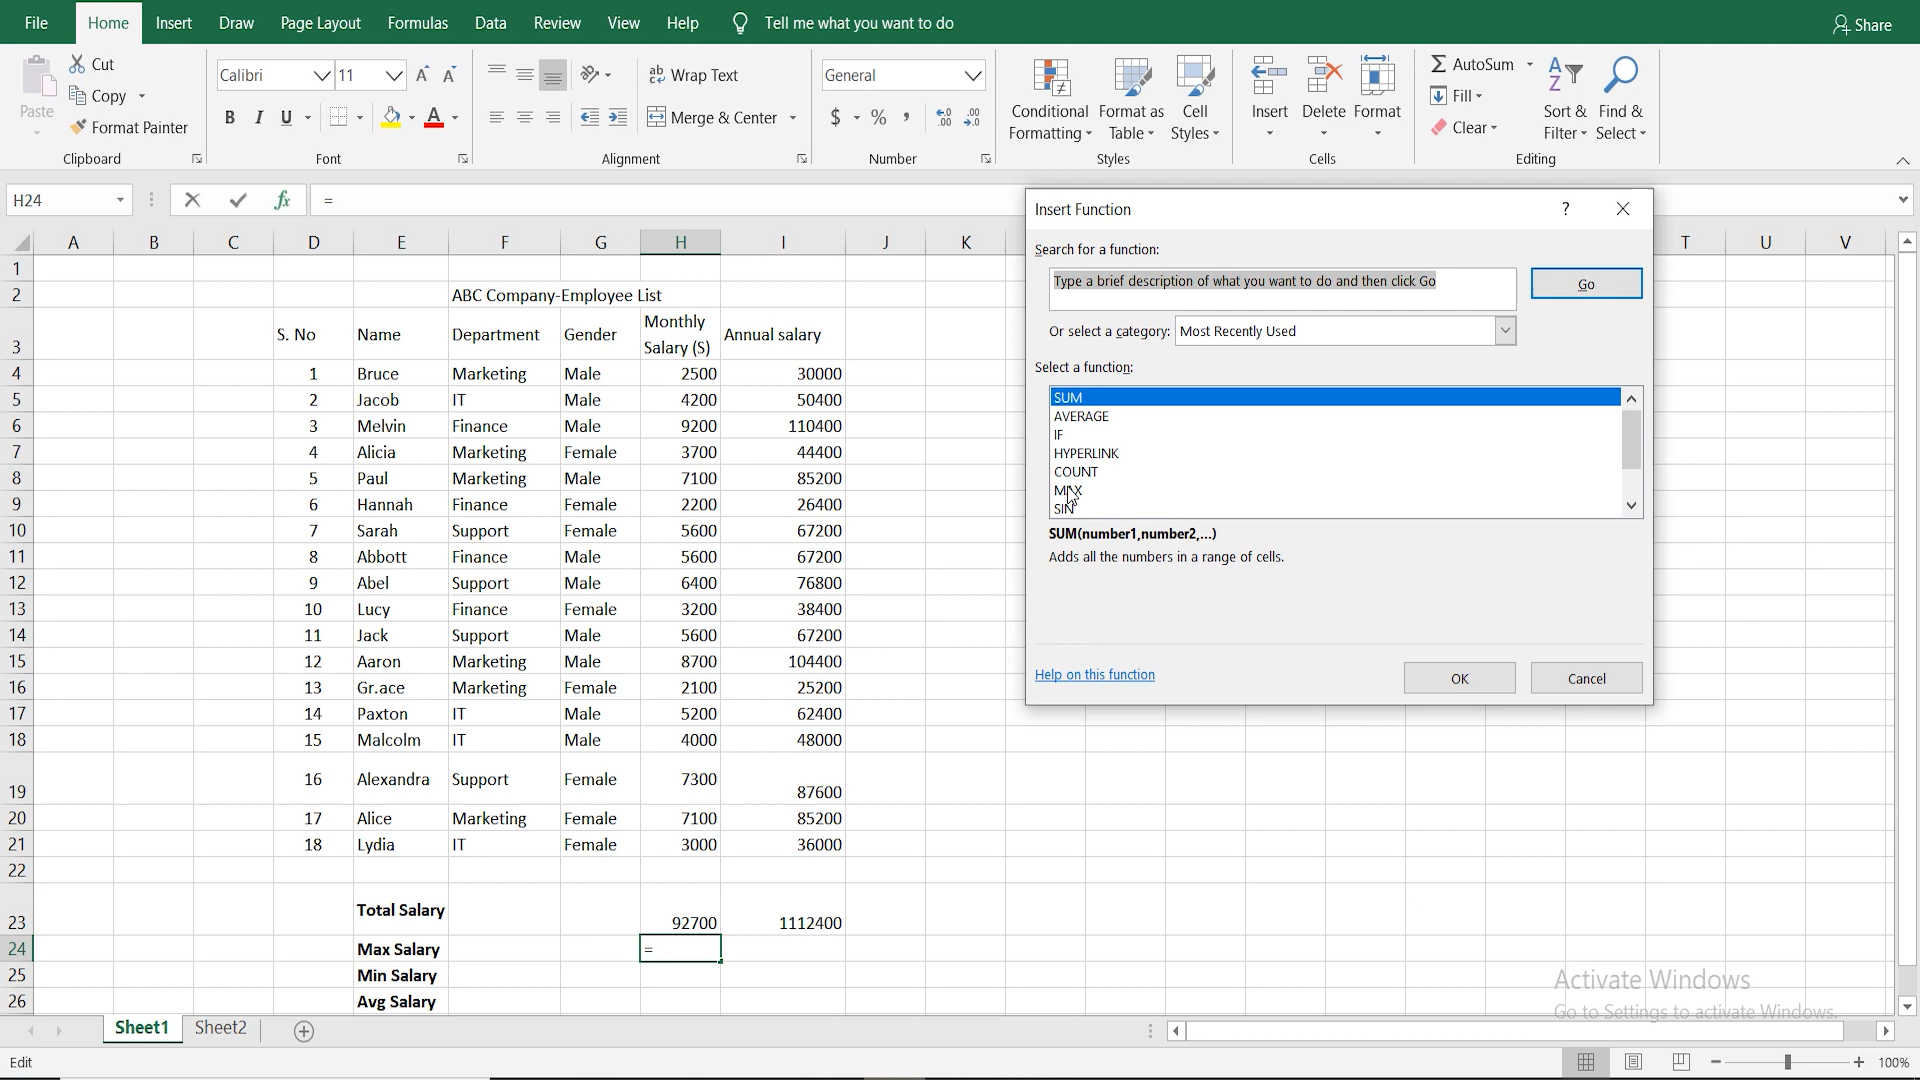 File Home Insert Draw Page Layout Formulas Data Review View Help Tell me what you want to do Share
Paste Cut Copy Format Painter Clipboard
Calibri 11 B I U A Font
ab Wrap Text Merge & Center Alignment
General $ % , .00 .0 Number
Conditional Formatting Format as Table Cell Styles Styles
Insert Delete Format Cells
AutoSum Fill Clear Sort & Filter Find & Select Editing
H24 fx =
A B C D E F G H I J K T U V
1
2 ABC Company-Employee List
3 S. No Name Department Gender Monthly Salary (S) Annual salary
4 1 Bruce Marketing Male 2500 30000
5 2 Jacob IT Male 4200 50400
6 3 Melvin Finance Male 9200 110400
7 4 Alicia Marketing Female 3700 44400
8 5 Paul Marketing Male 7100 85200
9 6 Hannah Finance Female 2200 26400
10 7 Sarah Support Female 5600 67200
11 8 Abbott Finance Male 5600 67200
12 9 Abel Support Male 6400 76800
13 10 Lucy Finance Female 3200 38400
14 11 Jack Support Male 5600 67200
15 12 Aaron Marketing Male 8700 104400
16 13 Gr.ace Marketing Female 2100 25200
17 14 Paxton IT Male 5200 62400
18 15 Malcolm IT Male 4000 48000
19 16 Alexandra Support Female 7300 87600
20 17 Alice Marketing Female 7100 85200
21 18 Lydia IT Female 3000 36000
22
23 Total Salary 92700 1112400
24 Max Salary =
25 Min Salary
26 Avg Salary
Insert Function ?
Search for a function:
Type a brief description of what you want to do and then click Go
Go
Or select a category: Most Recently Used
Select a function:
SUM
AVERAGE
IF
HYPERLINK
COUNT
MAX
SIN
SUM(number1,number2,...)
Adds all the numbers in a range of cells.
Help on this function OK Cancel
Activate Windows
Go to Settings to activate Windows.
Sheet1 Sheet2
Edit 100%